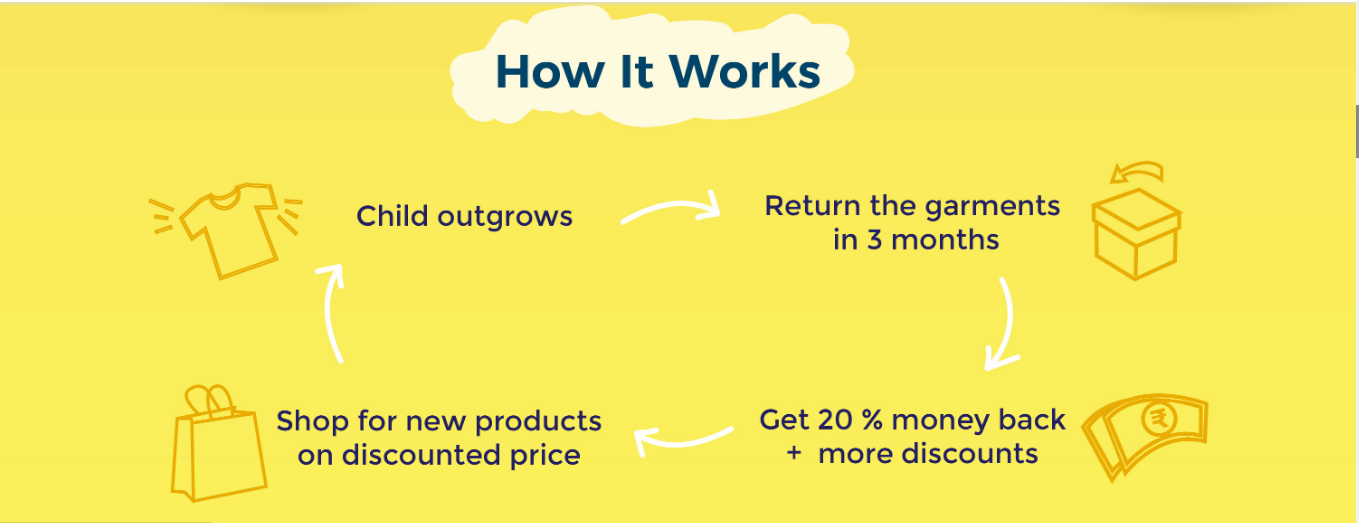 How It Works
Child outgrows
Return the garments
in 3 months
Get 20 % money back
+ more discounts
₹
Shop for new products
on discounted price